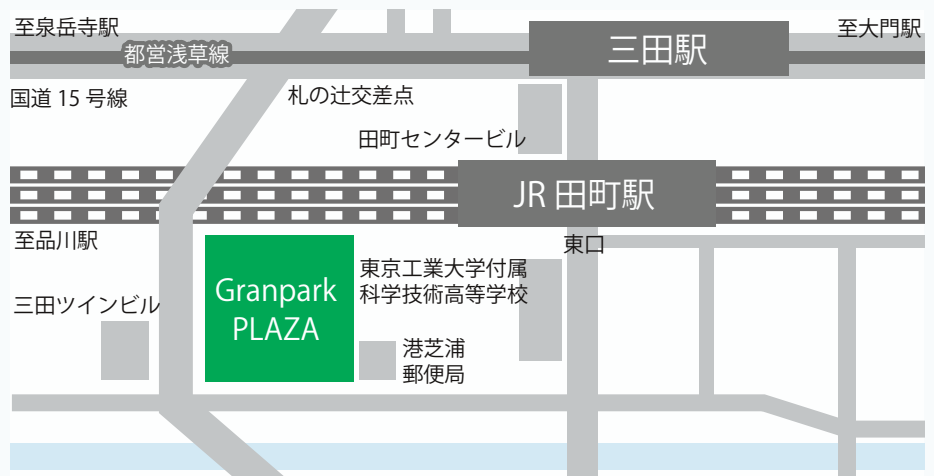 至泉岳寺駅
都営浅草線
三田駅
至大門駅
国道 15 号線
札の辻交差点
田町センタービル
JR 田町駅
至品川駅
東口
Granpark
PLAZA
東京工業大学付属
科学技術高等学校
三田ツインビル
港芝浦
郵便局